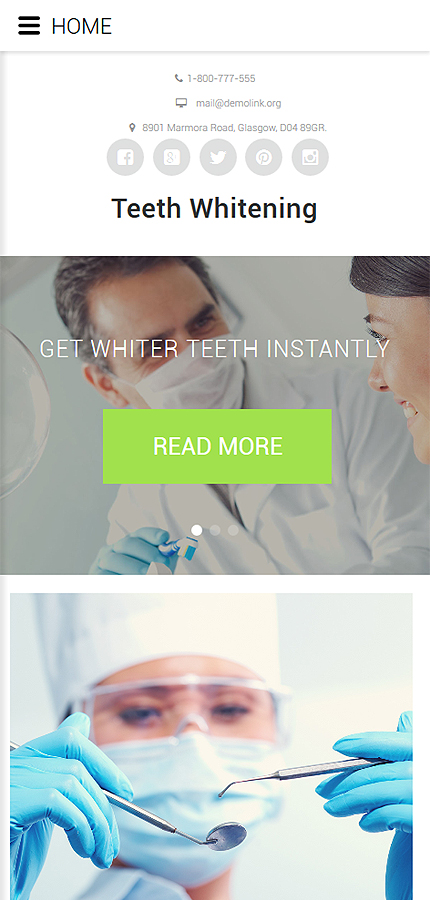 HOME
1-800-777-555
mail@demolink.org
8901 Marmora Road, Glasgow, D04 89GR.
Teeth Whitening
GET WHITER TEETH INSTANTLY
READ MORE